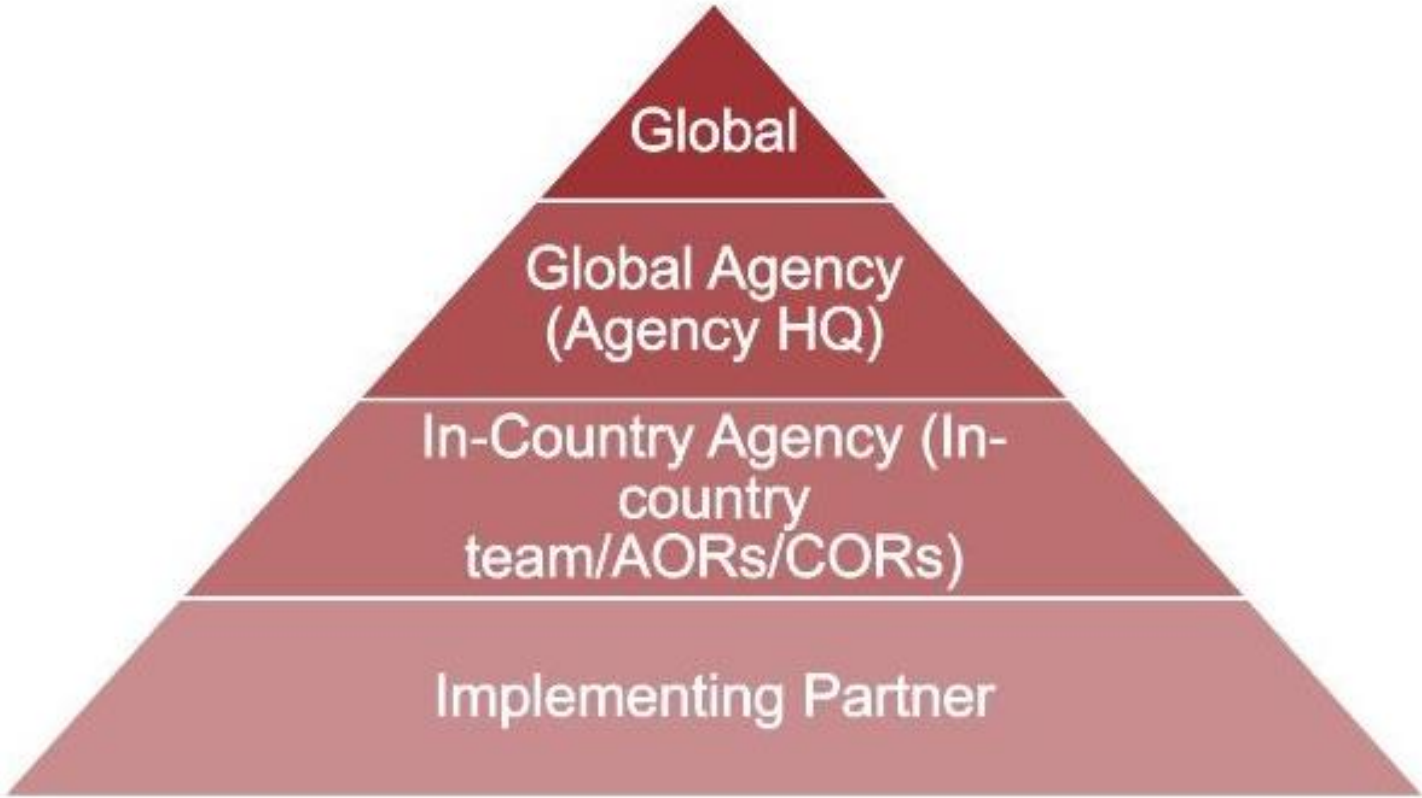 Global
Global Agency
(Agency HQ)
In-Country Agency (In-
country
team/AORs/CORs)
Implementing Partner